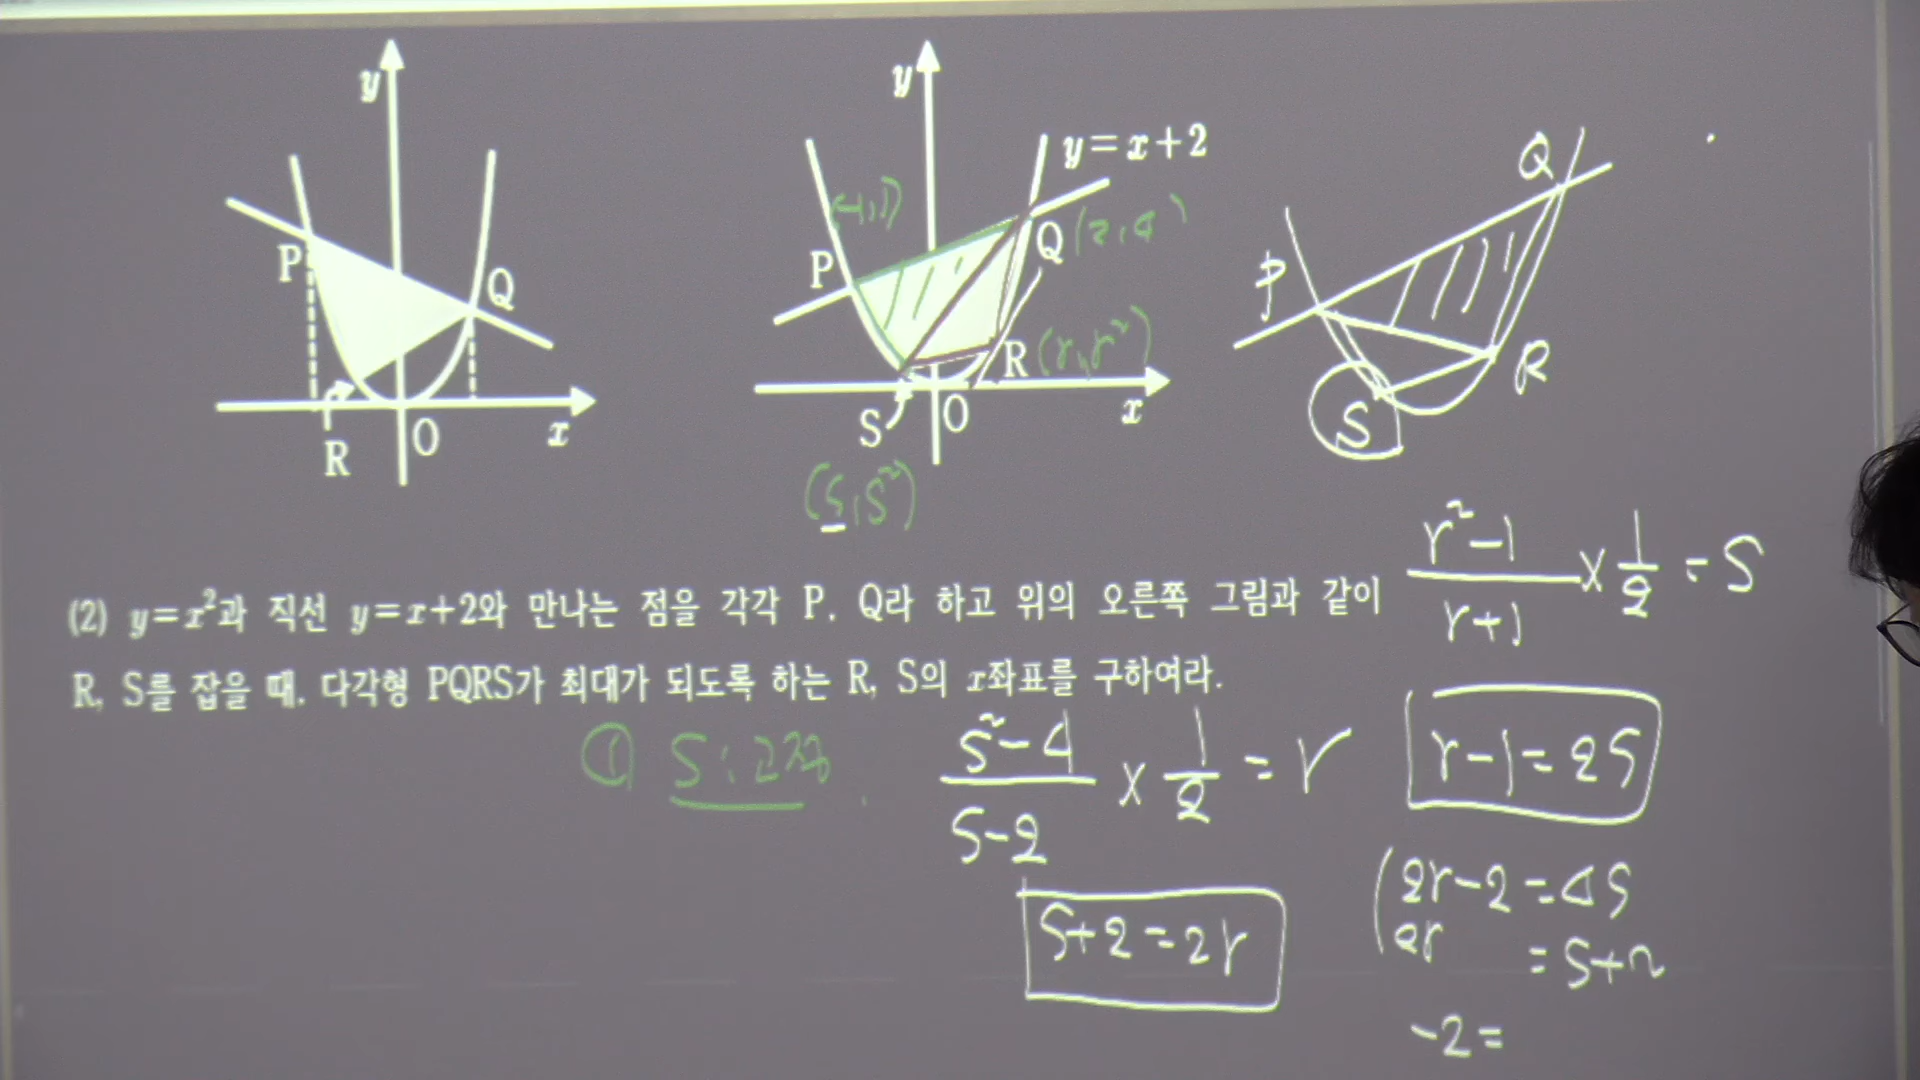 y
P
Q
R
O
x
y
y=x+2
(-1,1)
P
Q (2,4)
R (r,r²)
S
O
x
(s,s²)
Q
P
R
S
(2) y=x²과 직선 y=x+2와 만나는 점을 각각 P, Q라 하고 위의 오른쪽 그림과 같이
R, S를 잡을 때, 다각형 PQRS가 최대가 되도록 하는 R, S의 x좌표를 구하여라.
① S:고정
(s²-4)/(s-2) × 1/2 = r
s+2=2r
(r²-1)/(r+1) × 1/2 = s
r-1=2s
2r-2=4s
2r =s+2
-2=